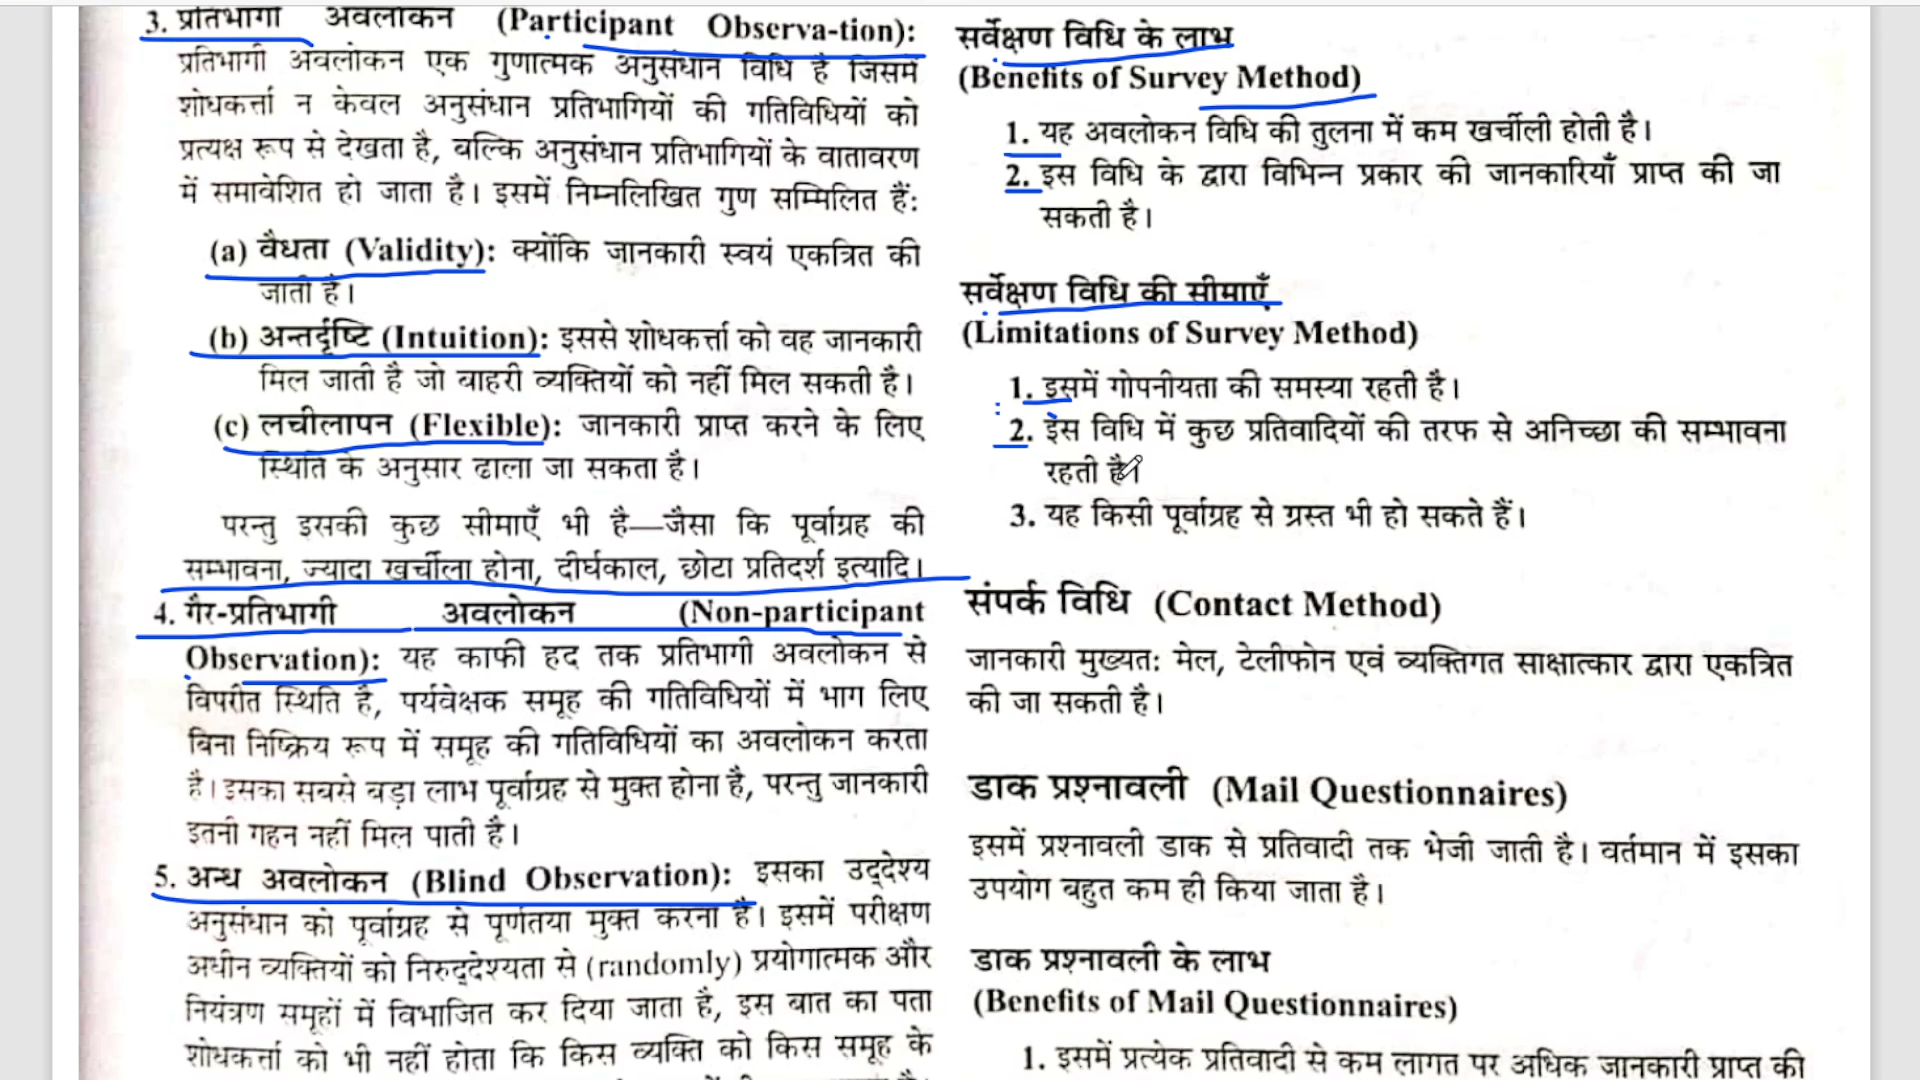 3. प्रतिभागी अवलोकन (Participant Observa-tion):
प्रतिभागी अवलोकन एक गुणात्मक अनुसंधान विधि है जिसमें
शोधकर्त्ता न केवल अनुसंधान प्रतिभागियों की गतिविधियों को
प्रत्यक्ष रूप से देखता है, बल्कि अनुसंधान प्रतिभागियों के वातावरण
में समावेशित हो जाता है। इसमें निम्नलिखित गुण सम्मिलित हैं:
(a) वैधता (Validity): क्योंकि जानकारी स्वयं एकत्रित की
जाती है।
(b) अन्तर्दृष्टि (Intuition): इससे शोधकर्त्ता को वह जानकारी
मिल जाती है जो बाहरी व्यक्तियों को नहीं मिल सकती है।
(c) लचीलापन (Flexible): जानकारी प्राप्त करने के लिए
स्थिति के अनुसार ढाला जा सकता है।
परन्तु इसकी कुछ सीमाएँ भी है—जैसा कि पूर्वाग्रह की
सम्भावना, ज्यादा खर्चीला होना, दीर्घकाल, छोटा प्रतिदर्श इत्यादि।
4. गैर-प्रतिभागी अवलोकन (Non-participant
Observation): यह काफी हद तक प्रतिभागी अवलोकन से
विपरीत स्थिति है, पर्यवेक्षक समूह की गतिविधियों में भाग लिए
बिना निष्क्रिय रूप में समूह की गतिविधियों का अवलोकन करता
है। इसका सबसे बड़ा लाभ पूर्वाग्रह से मुक्त होना है, परन्तु जानकारी
इतनी गहन नहीं मिल पाती है।
5. अन्ध अवलोकन (Blind Observation): इसका उद्देश्य
अनुसंधान को पूर्वाग्रह से पूर्णतया मुक्त करना है। इसमें परीक्षण
अधीन व्यक्तियों को निरुद्देश्यता से (randomly) प्रयोगात्मक और
नियंत्रण समूहों में विभाजित कर दिया जाता है, इस बात का पता
शोधकर्त्ता को भी नहीं होता कि किस व्यक्ति को किस समूह के
सर्वेक्षण विधि के लाभ
(Benefits of Survey Method)
1. यह अवलोकन विधि की तुलना में कम खर्चीली होती है।
2. इस विधि के द्वारा विभिन्न प्रकार की जानकारियाँ प्राप्त की जा
सकती है।
सर्वेक्षण विधि की सीमाएँ
(Limitations of Survey Method)
1. इसमें गोपनीयता की समस्या रहती है।
2. इस विधि में कुछ प्रतिवादियों की तरफ से अनिच्छा की सम्भावना
रहती है।
3. यह किसी पूर्वाग्रह से ग्रस्त भी हो सकते हैं।
संपर्क विधि (Contact Method)
जानकारी मुख्यत: मेल, टेलीफोन एवं व्यक्तिगत साक्षात्कार द्वारा एकत्रित
की जा सकती है।
डाक प्रश्नावली (Mail Questionnaires)
इसमें प्रश्नावली डाक से प्रतिवादी तक भेजी जाती है। वर्तमान में इसका
उपयोग बहुत कम ही किया जाता है।
डाक प्रश्नावली के लाभ
(Benefits of Mail Questionnaires)
1. इसमें प्रत्येक प्रतिवादी से कम लागत पर अधिक जानकारी प्राप्त की